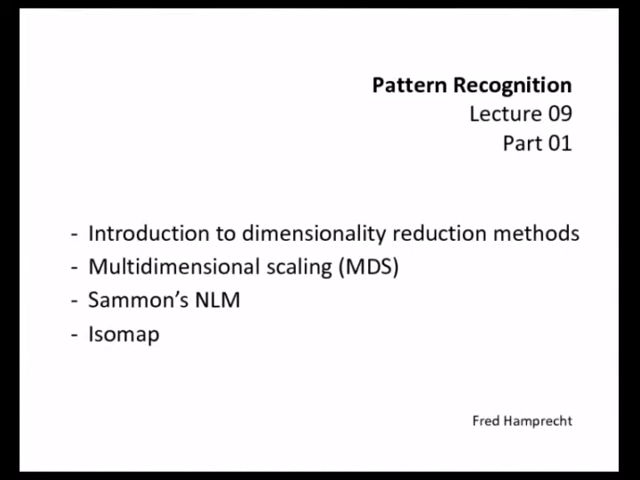 Pattern Recognition
Lecture 09
Part 01
- Introduction to dimensionality reduction methods
- Multidimensional scaling (MDS)
- Sammon’s NLM
- Isomap
Fred Hamprecht